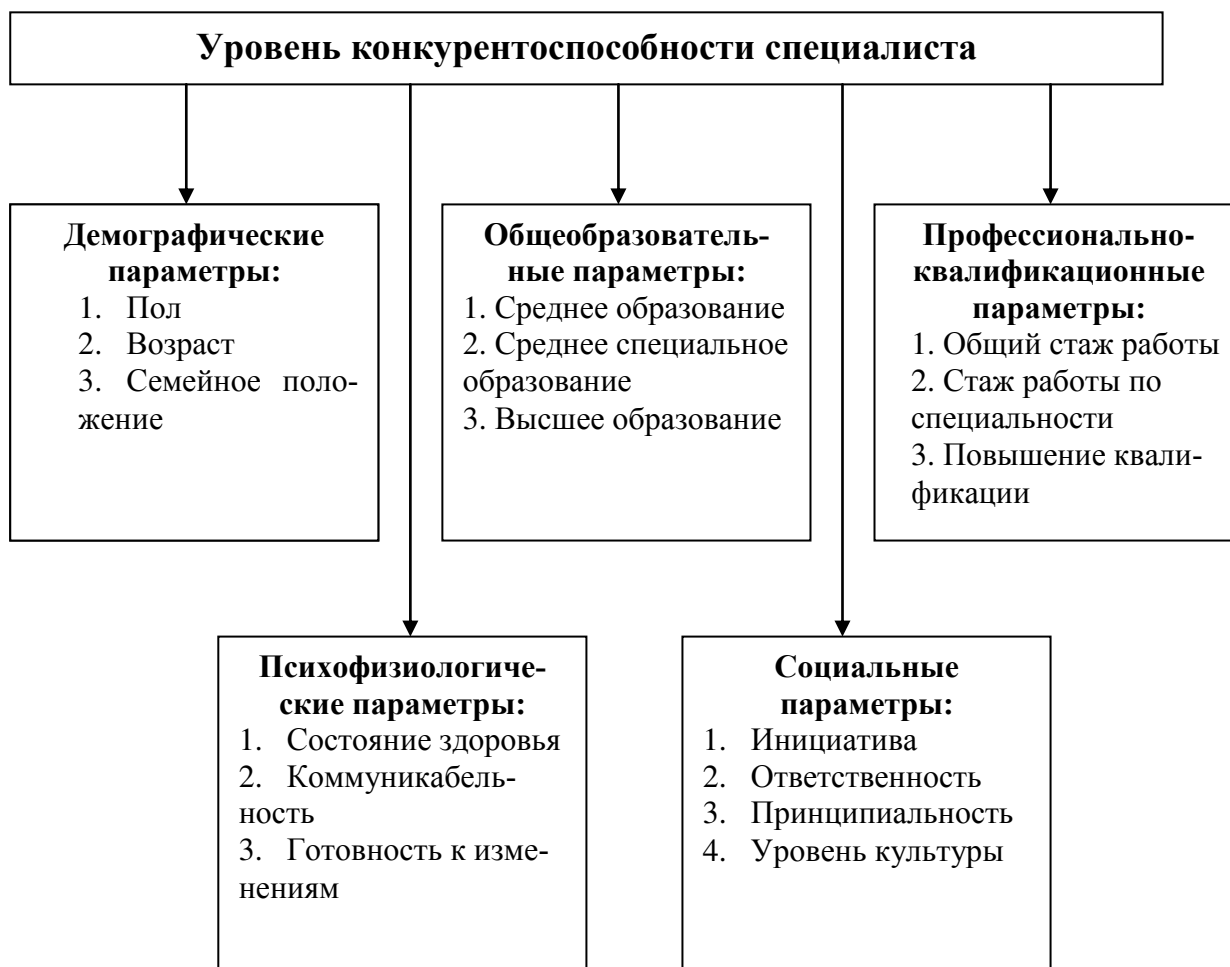 Уровень конкурентоспособности специалиста
Демографические
параметры:
1. Пол
2. Возраст
3. Семейное поло-
жение
Общеобразователь-
ные параметры:
1. Среднее образование
2. Среднее специальное
образование
3. Высшее образование
Профессионально-
квалификационные
параметры:
1. Общий стаж работы
2. Стаж работы по
специальности
3. Повышение квали-
фикации
Психофизиологиче-
ские параметры:
1. Состояние здоровья
2. Коммуникабель-
ность
3. Готовность к изме-
нениям
Социальные
параметры:
1. Инициатива
2. Ответственность
3. Принципиальность
4. Уровень культуры